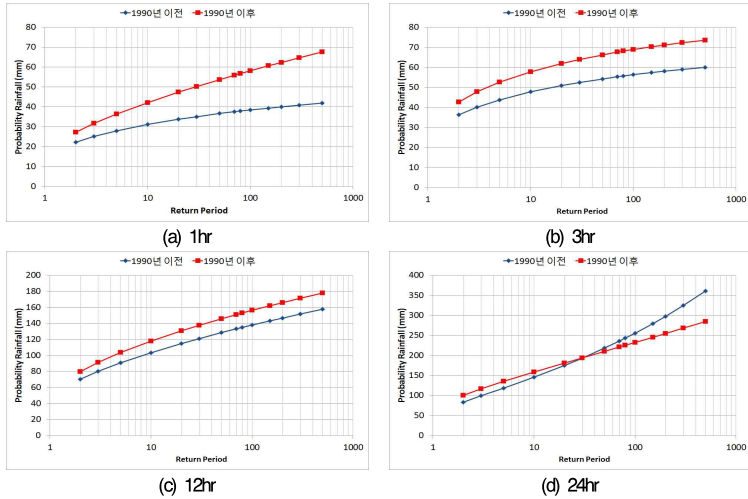 1990년 이전 1990년 이후
80
70
60
50
40
30
20
10
0
Probability Rainfall (mm)
1 10 100 1000
Return Period
(a) 1hr
1990년 이전 1990년 이후
80
70
60
50
40
30
20
10
0
Probability Rainfall (mm)
1 10 100 1000
Return Period
(b) 3hr
1990년 이전 1990년 이후
200
180
160
140
120
100
80
60
40
20
0
Probability Rainfall (mm)
1 10 100 1000
Return Period
(c) 12hr
1990년 이전 1990년 이후
400
350
300
250
200
150
100
50
0
Probability Rainfall (mm)
1 10 100 1000
Return Period
(d) 24hr